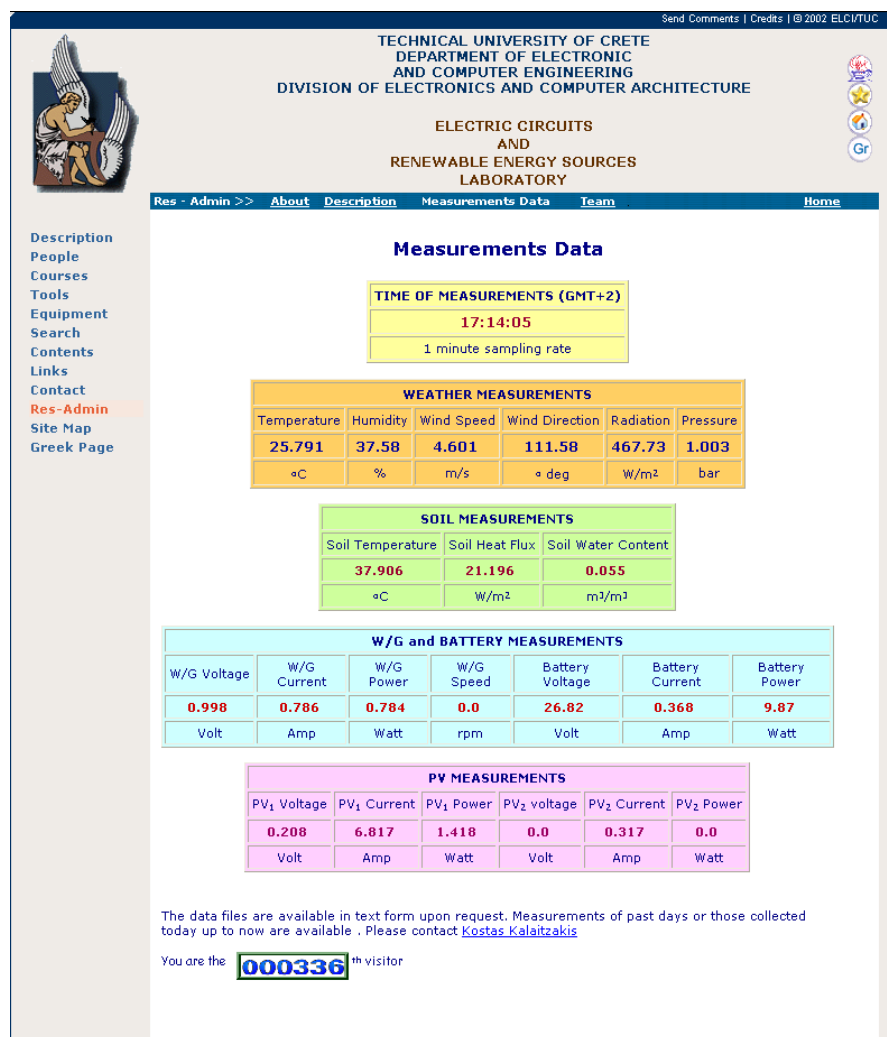 Send Comments | Credits | @ 2002 ELCI/TUC
TECHNICAL UNIVERSITY OF CRETE
DEPARTMENT OF ELECTRONIC
AND COMPUTER ENGINEERING
DIVISION OF ELECTRONICS AND COMPUTER ARCHITECTURE
ELECTRIC CIRCUITS
AND
RENEWABLE ENERGY SOURCES
LABORATORY
Gr
Res - Admin >> About Description Measurements Data Team Home
Description
People
Courses
Tools
Equipment
Search
Contents
Links
Contact
Res-Admin
Site Map
Greek Page
Measurements Data
TIME OF MEASUREMENTS (GMT+2)
17:14:05
1 minute sampling rate
WEATHER MEASUREMENTS
Temperature Humidity Wind Speed Wind Direction Radiation Pressure
25.791 37.58 4.601 111.58 467.73 1.003
ºC % m/s º deg W/m² bar
SOIL MEASUREMENTS
Soil Temperature Soil Heat Flux Soil Water Content
37.906 21.196 0.055
ºC W/m² m³/m³
W/G and BATTERY MEASUREMENTS
W/G Voltage W/G Current W/G Power W/G Speed Battery Voltage Battery Current Battery Power
0.998 0.786 0.784 0.0 26.82 0.368 9.87
Volt Amp Watt rpm Volt Amp Watt
PV MEASUREMENTS
PV₁ Voltage PV₁ Current PV₁ Power PV₂ voltage PV₂ Current PV₂ Power
0.208 6.817 1.418 0.0 0.317 0.0
Volt Amp Watt Volt Amp Watt
The data files are available in text form upon request. Measurements of past days or those collected
today up to now are available . Please contact Kostas Kalaitzakis
You are the 000336 th visitor